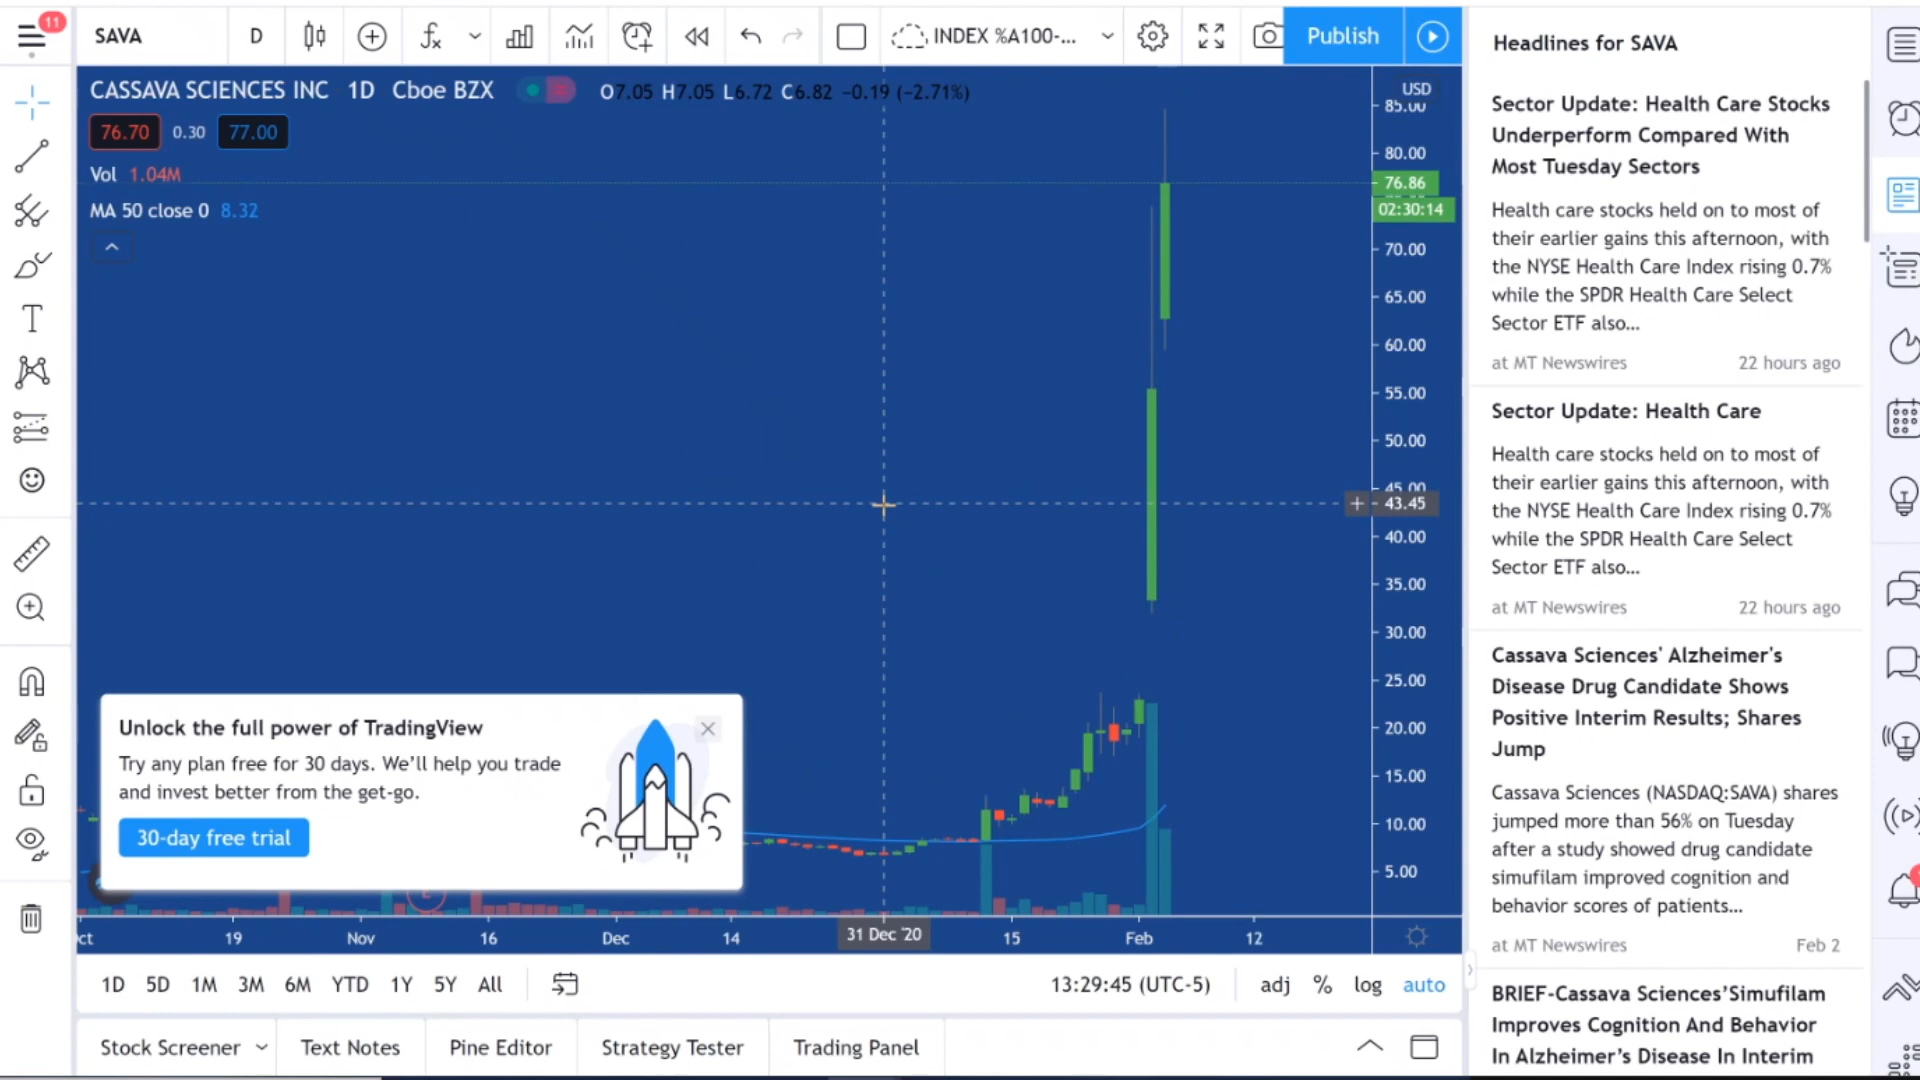 11
SAVA
D
INDEX %A100-...
Publish
CASSAVA SCIENCES INC 1D Cboe BZX
O7.05 H7.05 L6.72 C6.82 −0.19 (−2.71%)
76.70 0.30 77.00
Vol 1.04M
MA 50 close 0 8.32
USD
85.00
80.00
76.86
02:30:14
70.00
65.00
60.00
55.00
50.00
45.00
43.45
40.00
35.00
30.00
25.00
20.00
15.00
10.00
5.00
Unlock the full power of TradingView
Try any plan free for 30 days. We'll help you trade
and invest better from the get-go.
30-day free trial
ct 19 Nov 16 Dec 14 31 Dec '20 15 Feb 12
1D 5D 1M 3M 6M YTD 1Y 5Y All
13:29:45 (UTC-5) adj % log auto
Stock Screener Text Notes Pine Editor Strategy Tester Trading Panel
Headlines for SAVA
Sector Update: Health Care Stocks
Underperform Compared With
Most Tuesday Sectors
Health care stocks held on to most of
their earlier gains this afternoon, with
the NYSE Health Care Index rising 0.7%
while the SPDR Health Care Select
Sector ETF also...
at MT Newswires 22 hours ago
Sector Update: Health Care
Health care stocks held on to most of
their earlier gains this afternoon, with
the NYSE Health Care Index rising 0.7%
while the SPDR Health Care Select
Sector ETF also...
at MT Newswires 22 hours ago
Cassava Sciences' Alzheimer's
Disease Drug Candidate Shows
Positive Interim Results; Shares
Jump
Cassava Sciences (NASDAQ:SAVA) shares
jumped more than 56% on Tuesday
after a study showed drug candidate
simufilam improved cognition and
behavior scores of patients...
at MT Newswires Feb 2
BRIEF-Cassava Sciences’Simufilam
Improves Cognition And Behavior
In Alzheimer’s Disease In Interim